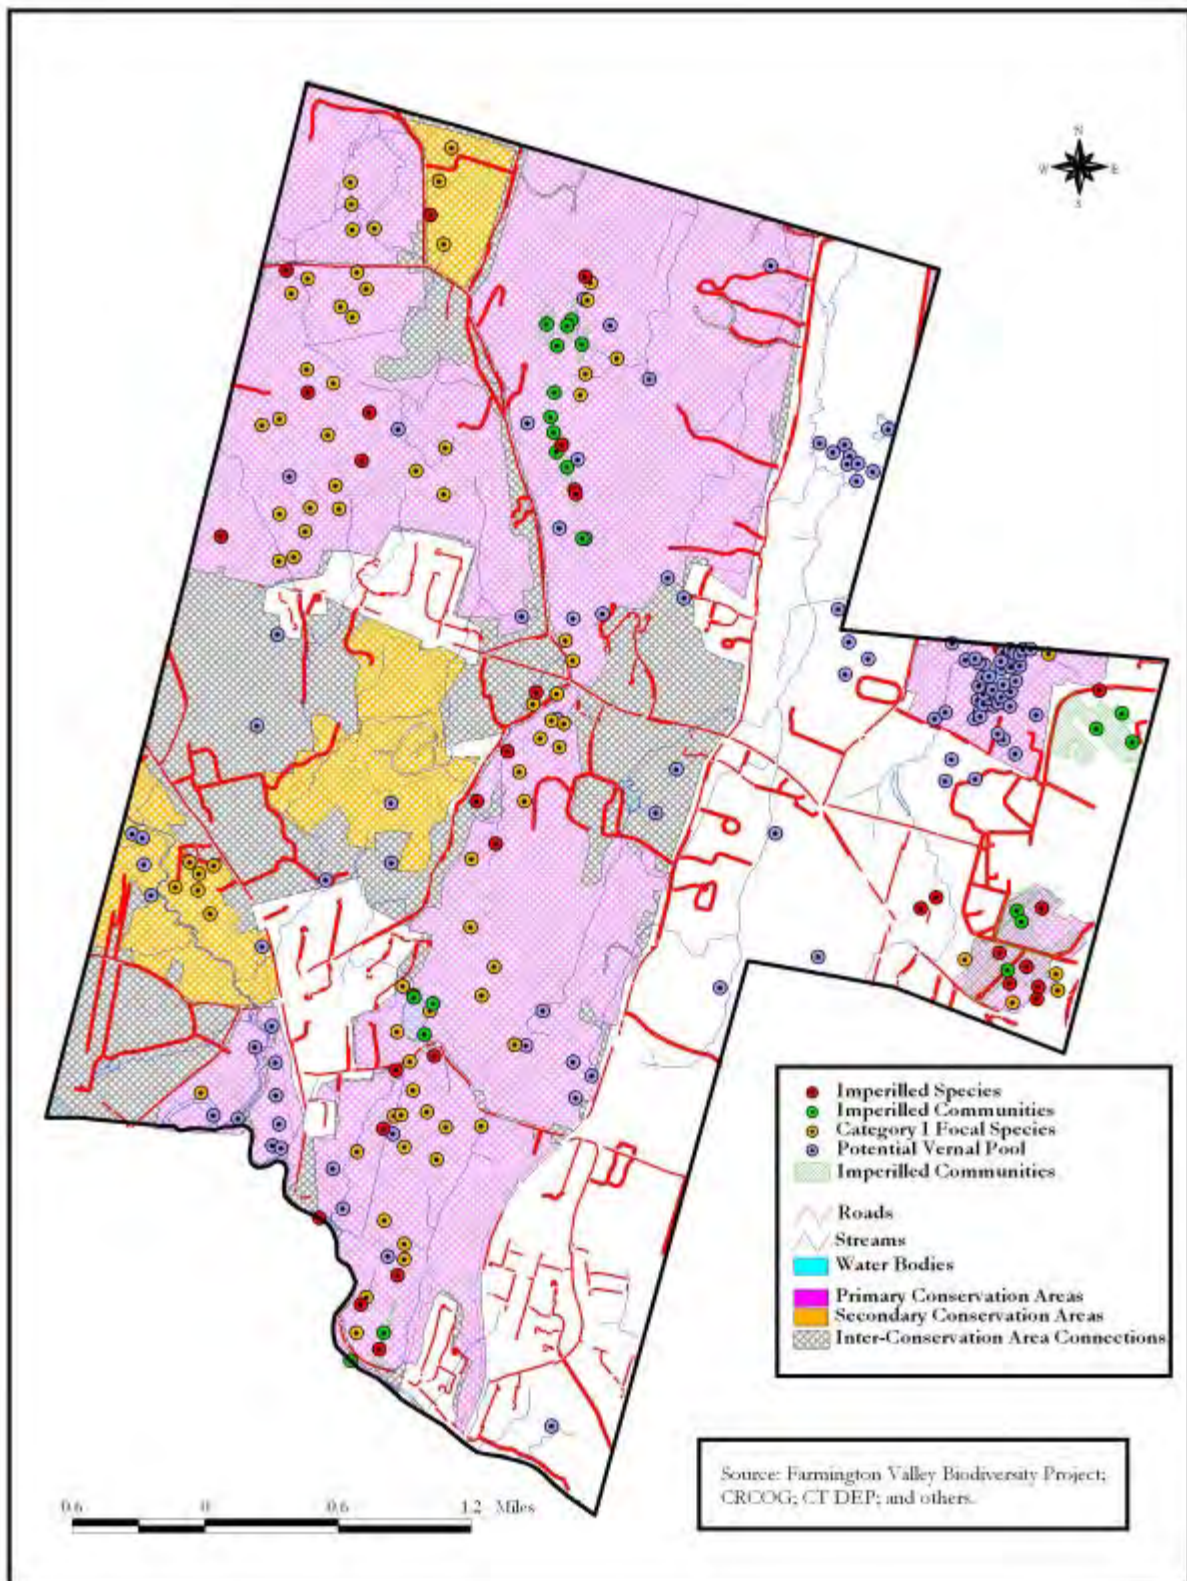 N
W E
S
Imperilled Species
Imperilled Communities
Category I Focal Species
Potential Vernal Pool
Imperilled Communities
Roads
Streams
Water Bodies
Primary Conservation Areas
Secondary Conservation Areas
Inter-Conservation Area Connections
Source: Farmington Valley Biodiversity Project;
CRCOG; CT DEP; and others.
0.6 0 0.6 1.2 Miles